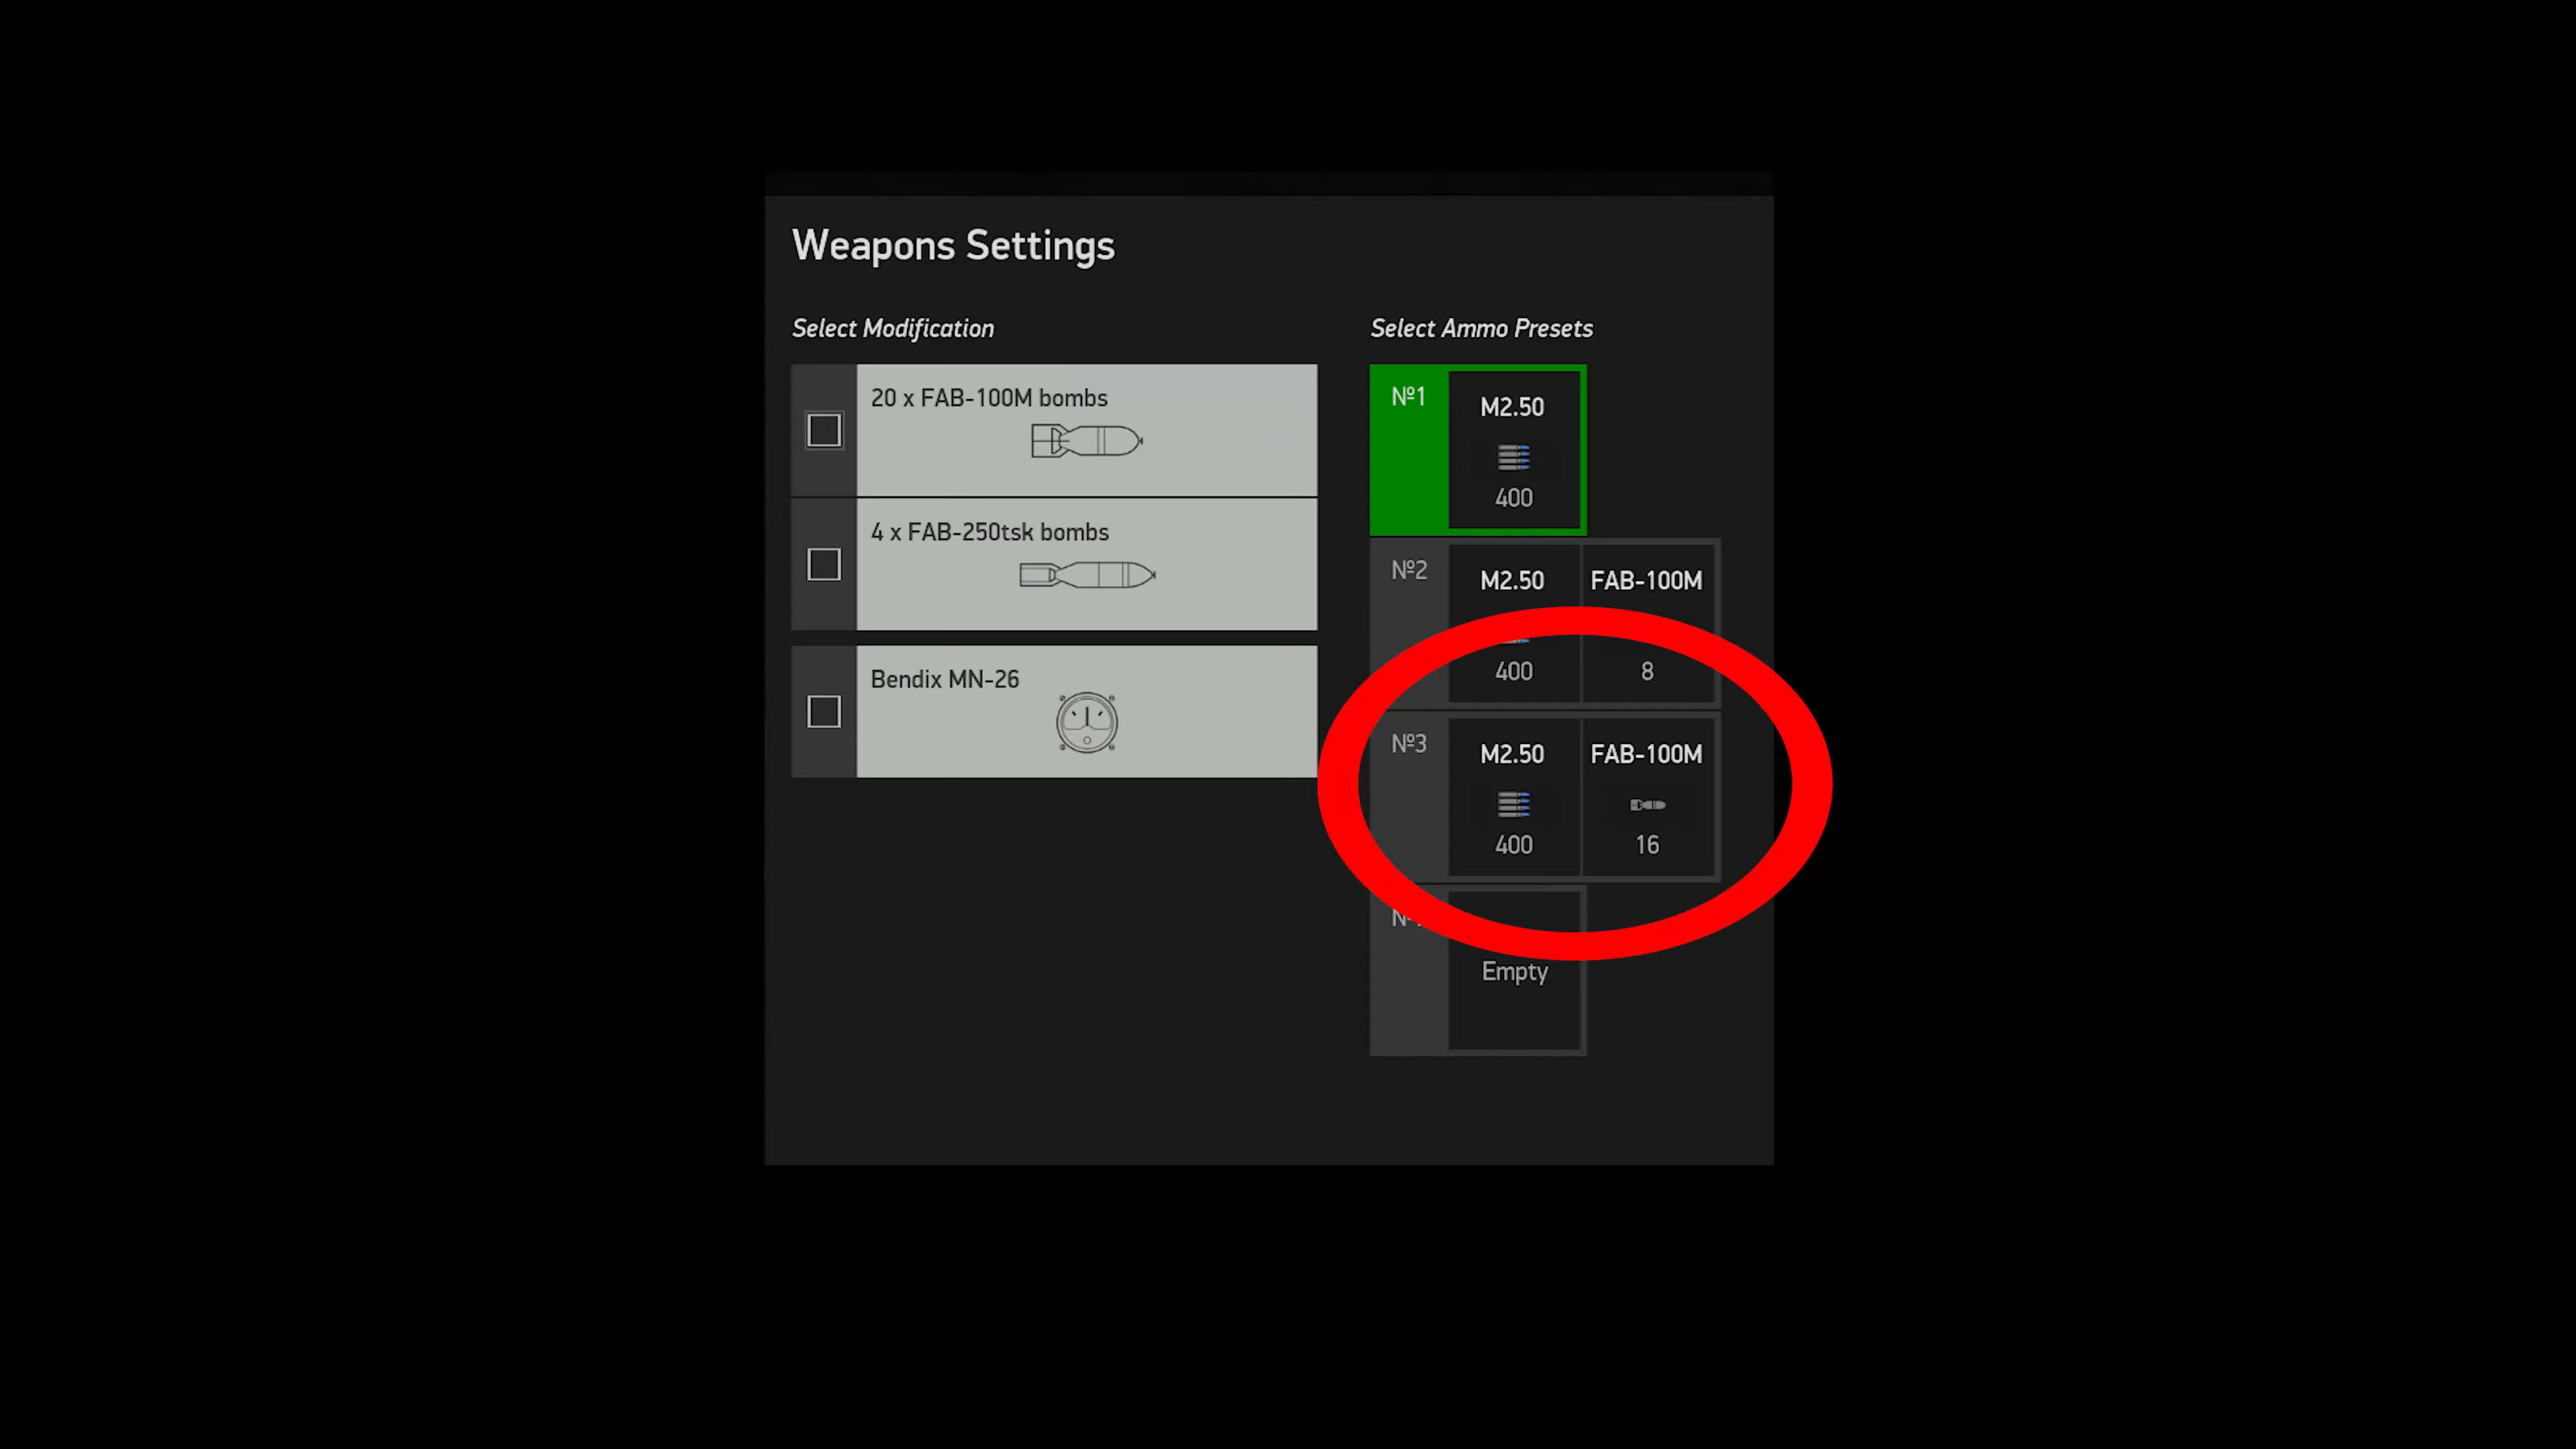 Weapons Settings
Select Modification
20 x FAB-100M bombs
4 x FAB-250tsk bombs
Bendix MN-26
Select Ammo Presets
№1
M2.50
400
№2
M2.50 FAB-100M
400 8
№3
M2.50 FAB-100M
400 16
Empty